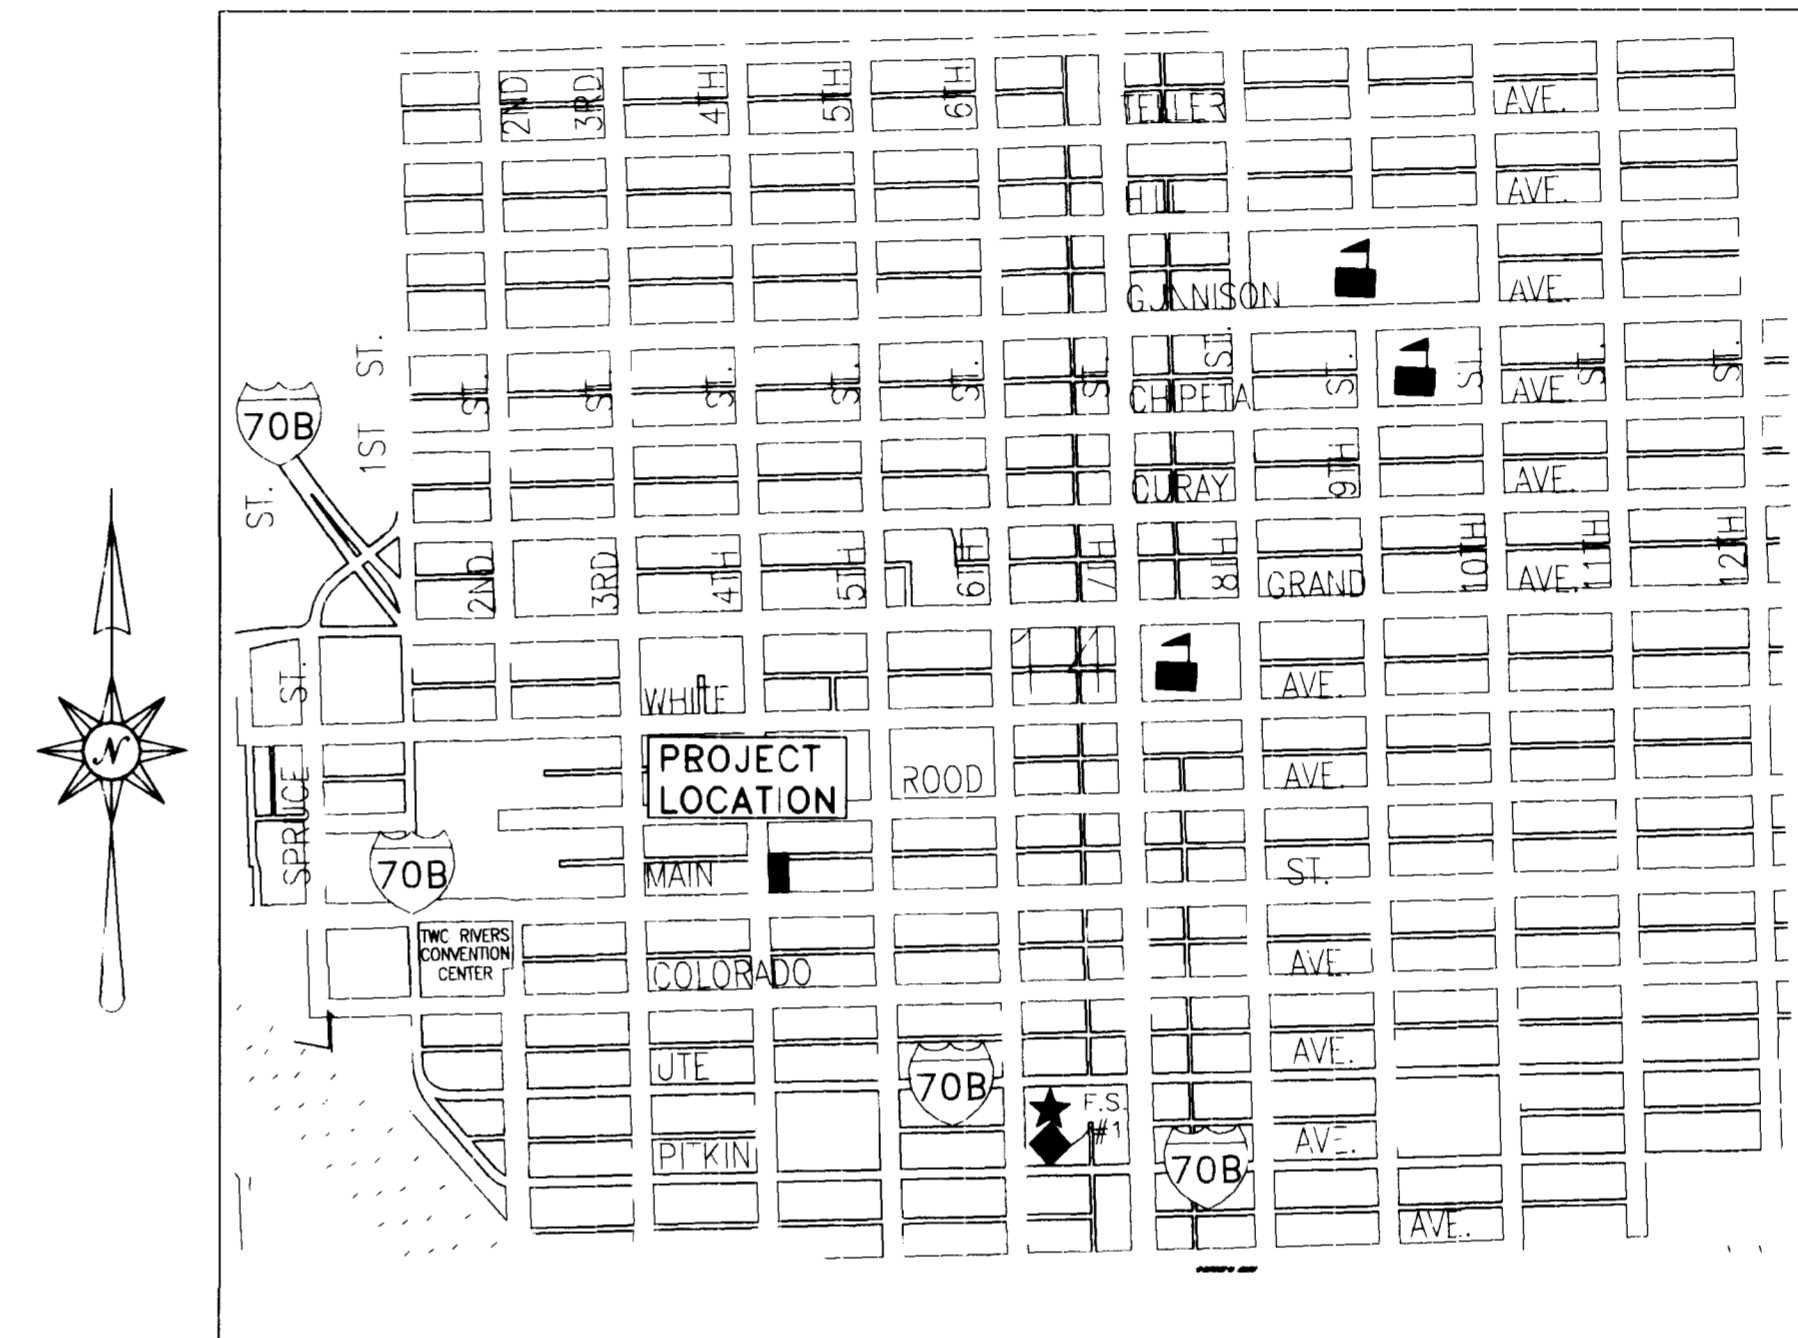 2ND 3RD 4TH 5TH 6TH TELLER AVE.
HILL AVE.
GUNNISON AVE.
1ST ST.
ST. ST. ST. ST. ST. ST. ST. ST. ST. ST. ST.
CHIPETA AVE.
70B
ST.
OURAY 9TH AVE.
2ND 3RD 4TH 5TH 6TH 7TH 8TH GRAND 10TH AVE. 11TH 12TH
SPRUCE ST.
WHITE AVE.
PROJECT
LOCATION
ROOD AVE.
70B
MAIN ST.
TWC RIVERS
CONVENTION
CENTER
COLORADO AVE.
UTE AVE.
70B
F.S.
#1
PITKIN AVE.
70B
AVE.
N
14